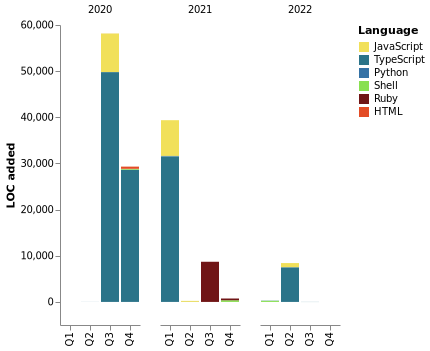 2020 2021 2022
Language
JavaScript
TypeScript
Python
Shell
Ruby
HTML
LOC added
60,000
50,000
40,000
30,000
20,000
10,000
0
Q1 Q2 Q3 Q4 Q1 Q2 Q3 Q4 Q1 Q2 Q3 Q4